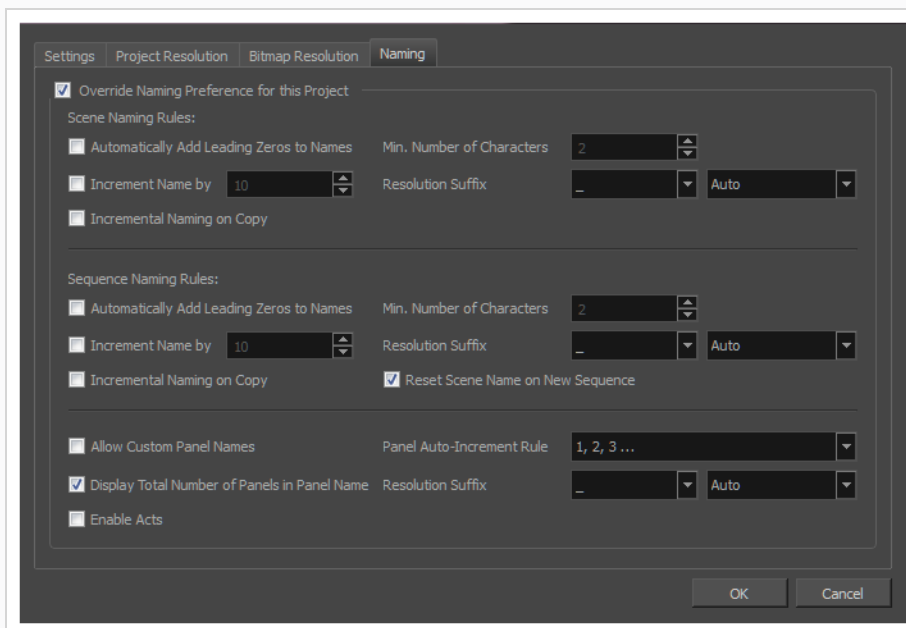 Settings Project Resolution Bitmap Resolution Naming
Override Naming Preference for this Project
Scene Naming Rules:
Automatically Add Leading Zeros to Names Min. Number of Characters 2
Increment Name by 10 Resolution Suffix _ Auto
Incremental Naming on Copy
Sequence Naming Rules:
Automatically Add Leading Zeros to Names Min. Number of Characters 2
Increment Name by 10 Resolution Suffix _ Auto
Incremental Naming on Copy Reset Scene Name on New Sequence
Allow Custom Panel Names Panel Auto-Increment Rule 1, 2, 3 ...
Display Total Number of Panels in Panel Name Resolution Suffix _ Auto
Enable Acts
OK Cancel